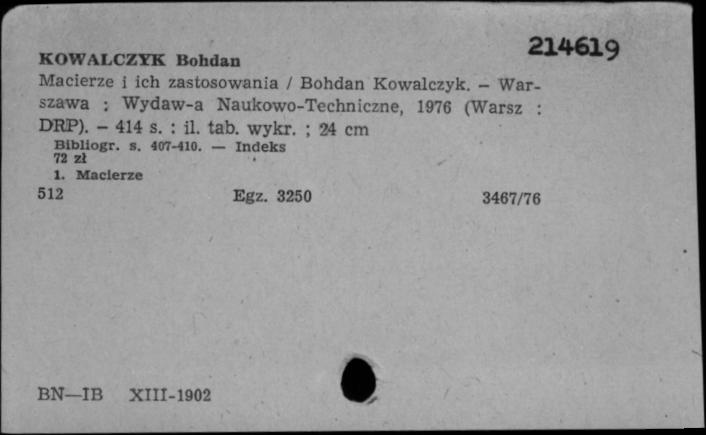 214619
KOWALCZYK Bohdan
Macierze i ich zastosowania / Bohdan Kowalczyk. – War-
szawa ; Wydaw-a Naukowo-Techniczne, 1976 (Warsz :
DRP). – 414 s. : il. tab. wykr. ; 24 cm
Bibliogr. s. 407-410. — Indeks
72 zł
1. Macierze
512 Egz. 3250 3467/76
BN—IB XIII-1902